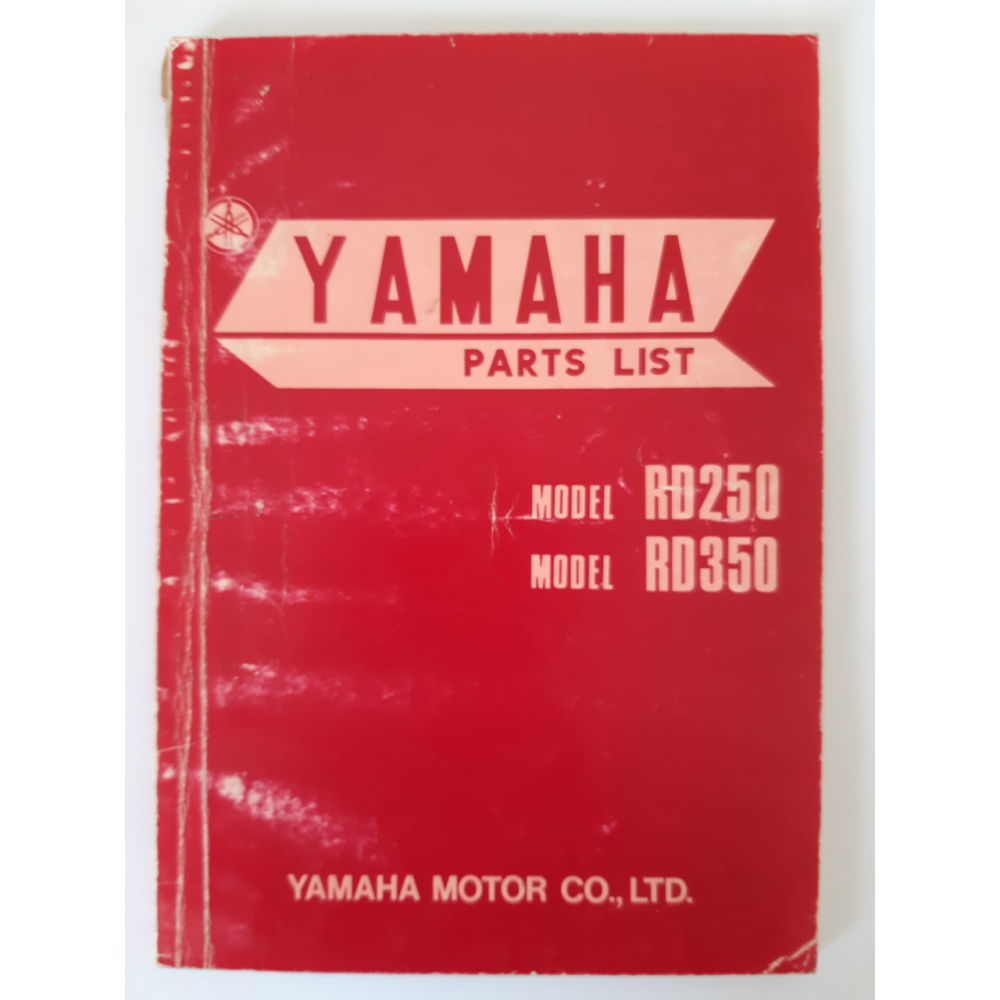 YAMAHA
PARTS LIST
MODEL RD250
MODEL RD350
YAMAHA MOTOR CO., LTD.